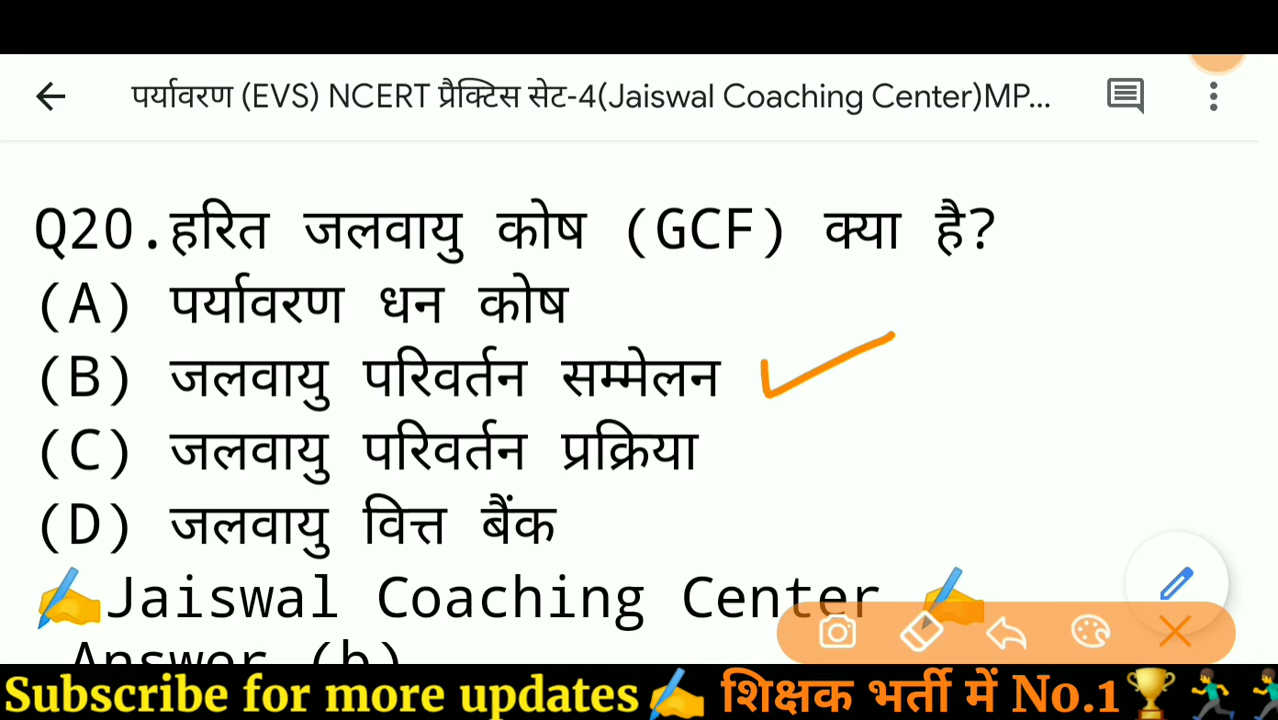 पर्यावरण (EVS) NCERT प्रैक्टिस सेट-4(Jaiswal Coaching Center)MP...
Q20.हरित जलवायु कोष (GCF) क्या है?
(A) पर्यावरण धन कोष
(B) जलवायु परिवर्तन सम्मेलन
(C) जलवायु परिवर्तन प्रक्रिया
(D) जलवायु वित्त बैंक
✍Jaiswal Coaching Center ✍
Answer (b)
Subscribe for more updates✍ शिक्षक भर्ती में No.1🏆🏃🏃